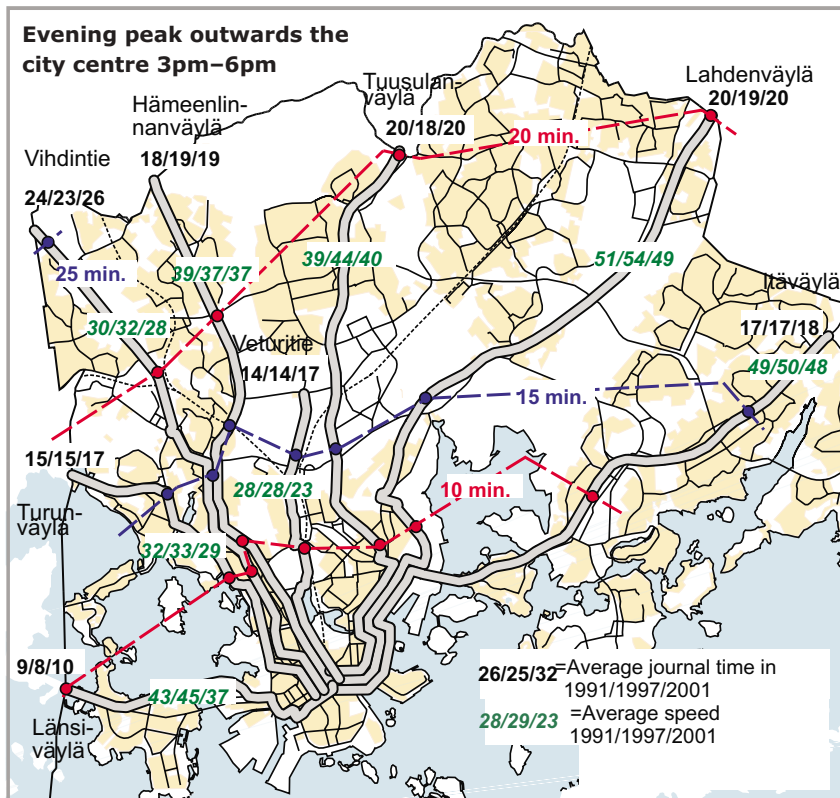 Evening peak outwards the
city centre 3pm–6pm
Tuusulan-
väylä
20/18/20
Lahdenväylä
20/19/20
Hämeenlin-
nanväylä
18/19/19
20 min.
Vihdintie
24/23/26
25 min.
39/37/37
39/44/40
51/54/49
Itäväylä
17/17/18
30/32/28
Veturitie
14/14/17
49/50/48
15 min.
15/15/17
Turun-
väylä
28/28/23
10 min.
32/33/29
9/8/10
43/45/37
Länsi-
väylä
26/25/32 =Average journal time in
1991/1997/2001
28/29/23 =Average speed
1991/1997/2001